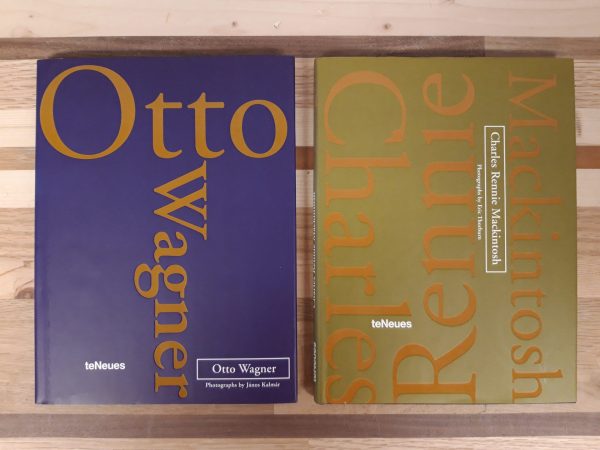 Otto
Wagner
teNeues
Otto Wagner
Photographs by János Kalmár
Charles
Rennie
Mackintosh
Charles Rennie Mackintosh
Photographs by Eric Thorburn
teNeues